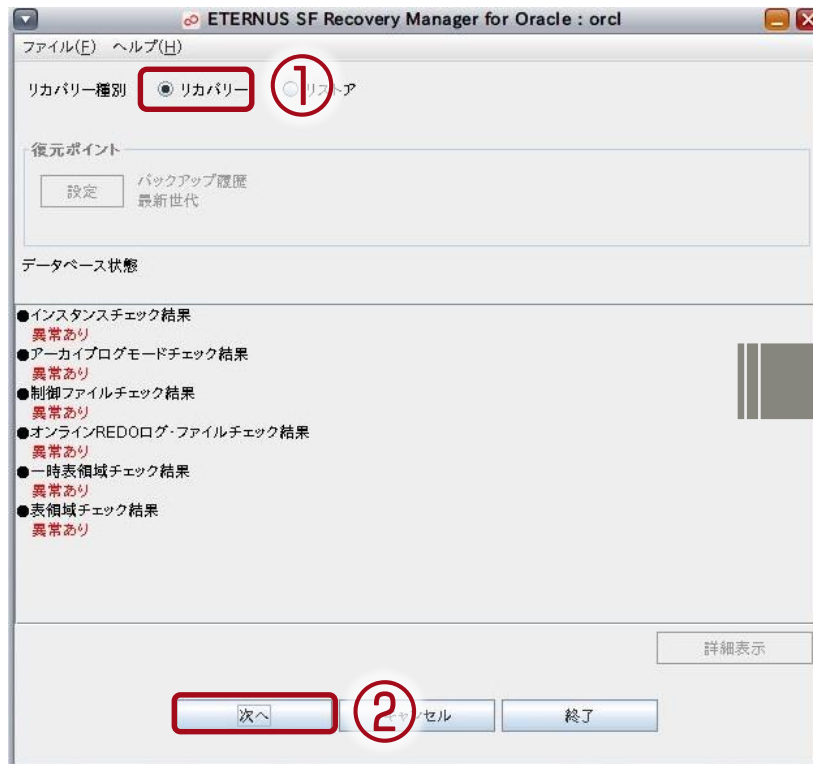 ETERNUS SF Recovery Manager for Oracle : orcl
ファイル(F) ヘルプ(H)
リカバリー種別 リカバリー ① リストア
復元ポイント
設定 バックアップ履歴
最新世代
データベース状態
●インスタンスチェック結果
異常あり
●アーカイブログモードチェック結果
異常あり
●制御ファイルチェック結果
異常あり
●オンラインREDOログ・ファイルチェック結果
異常あり
●一時表領域チェック結果
異常あり
●表領域チェック結果
異常あり
詳細表示
次へ ② キャンセル 終了